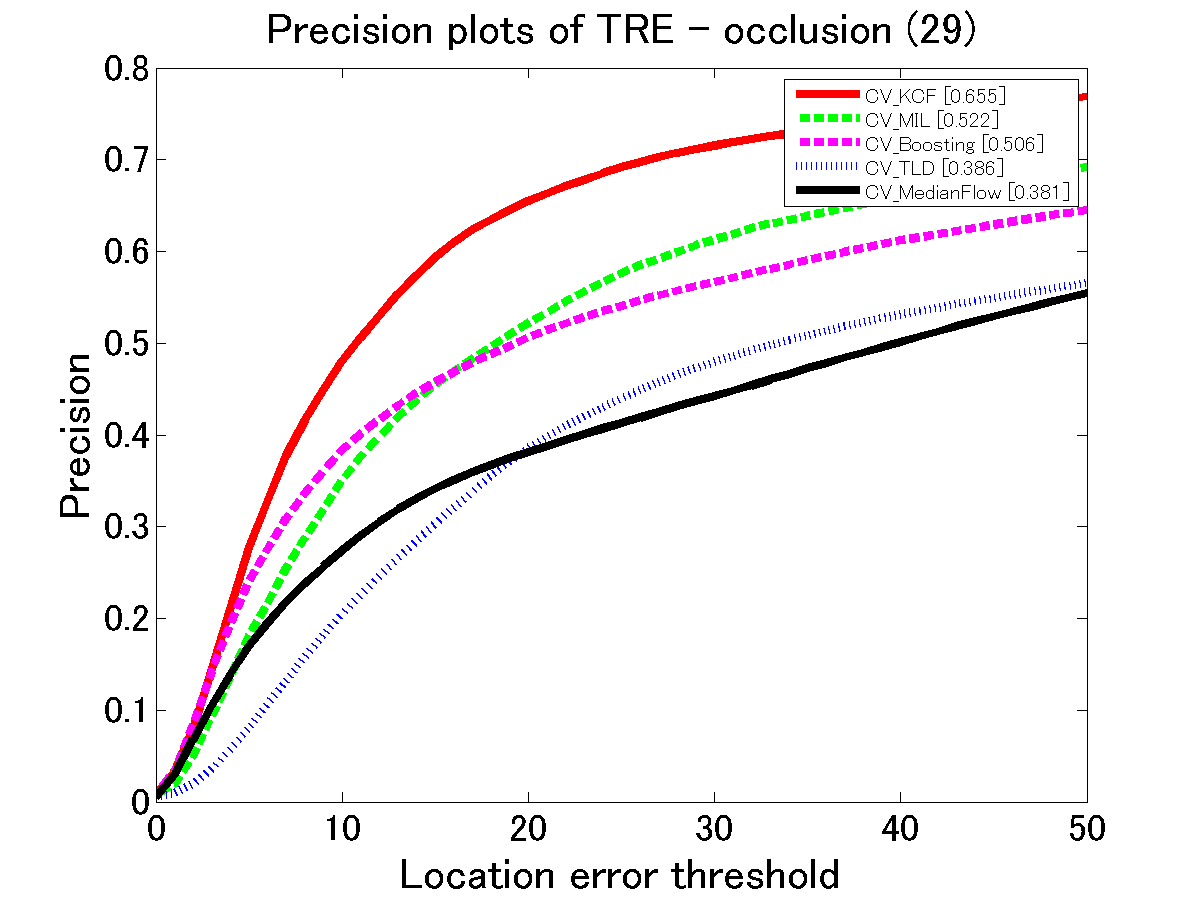 Precision plots of TRE – occlusion (29)
CV_KCF [0.655]
CV_MIL [0.522]
CV_Boosting [0.506]
CV_TLD [0.386]
CV_MedianFlow [0.381]
0.8
0.7
0.6
0.5
0.4
0.3
0.2
0.1
0
Precision
0 10 20 30 40 50
Location error threshold